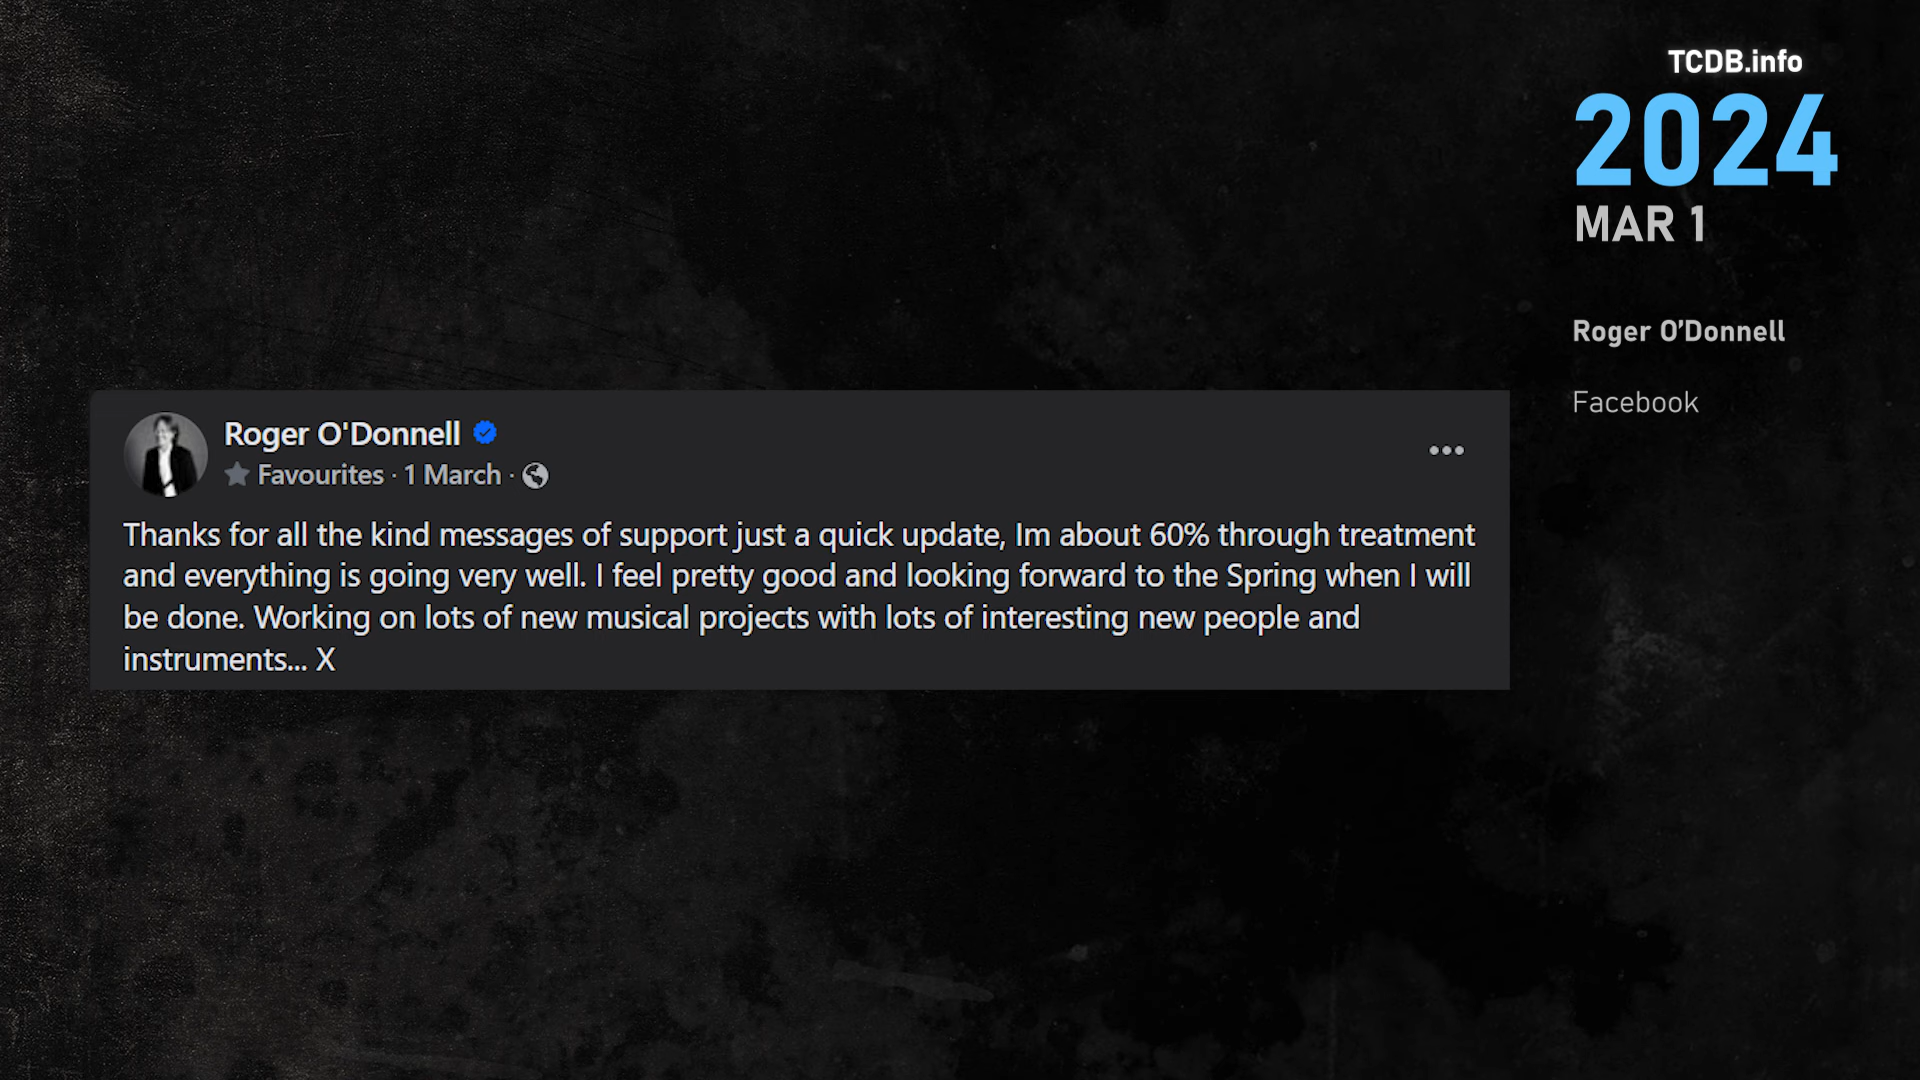 TCDB.info
2024
MAR 1
Roger O’Donnell
Facebook
Roger O'Donnell
Favourites · 1 March ·
Thanks for all the kind messages of support just a quick update, Im about 60% through treatment
and everything is going very well. I feel pretty good and looking forward to the Spring when I will
be done. Working on lots of new musical projects with lots of interesting new people and
instruments... X